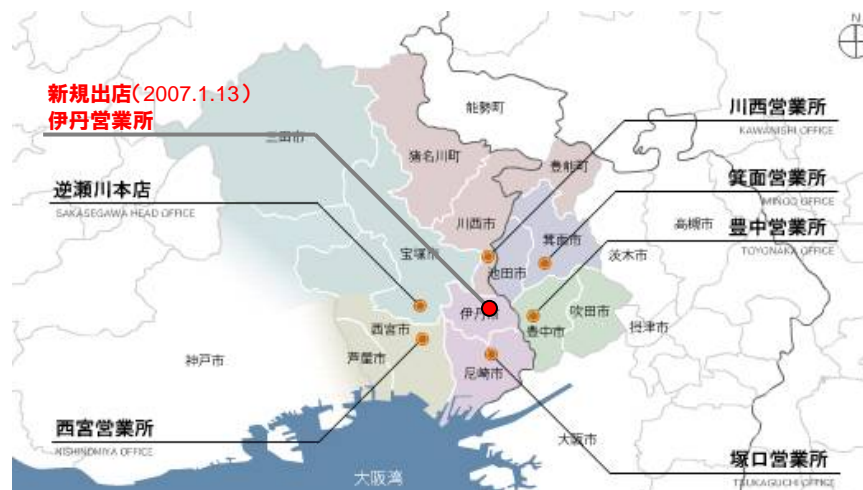 N
新規出店(2007.1.13)
伊丹営業所
能勢町
川西営業所
KAWANISHI OFFICE
三田市
猪名川町
豊能町
箕面営業所
MINOO OFFICE
逆瀬川本店
SAKASEGAWA HEAD OFFICE
川西市
高槻市
豊中営業所
TOYONAKA OFFICE
宝塚市
箕面市
茨木市
池田市
伊丹市
吹田市
西宮市
豊中市
摂津市
神戸市
芦屋市
尼崎市
西宮営業所
NISHINOMIYA OFFICE
大阪市
塚口営業所
TSUKAGUCHI OFFICE
大阪湾